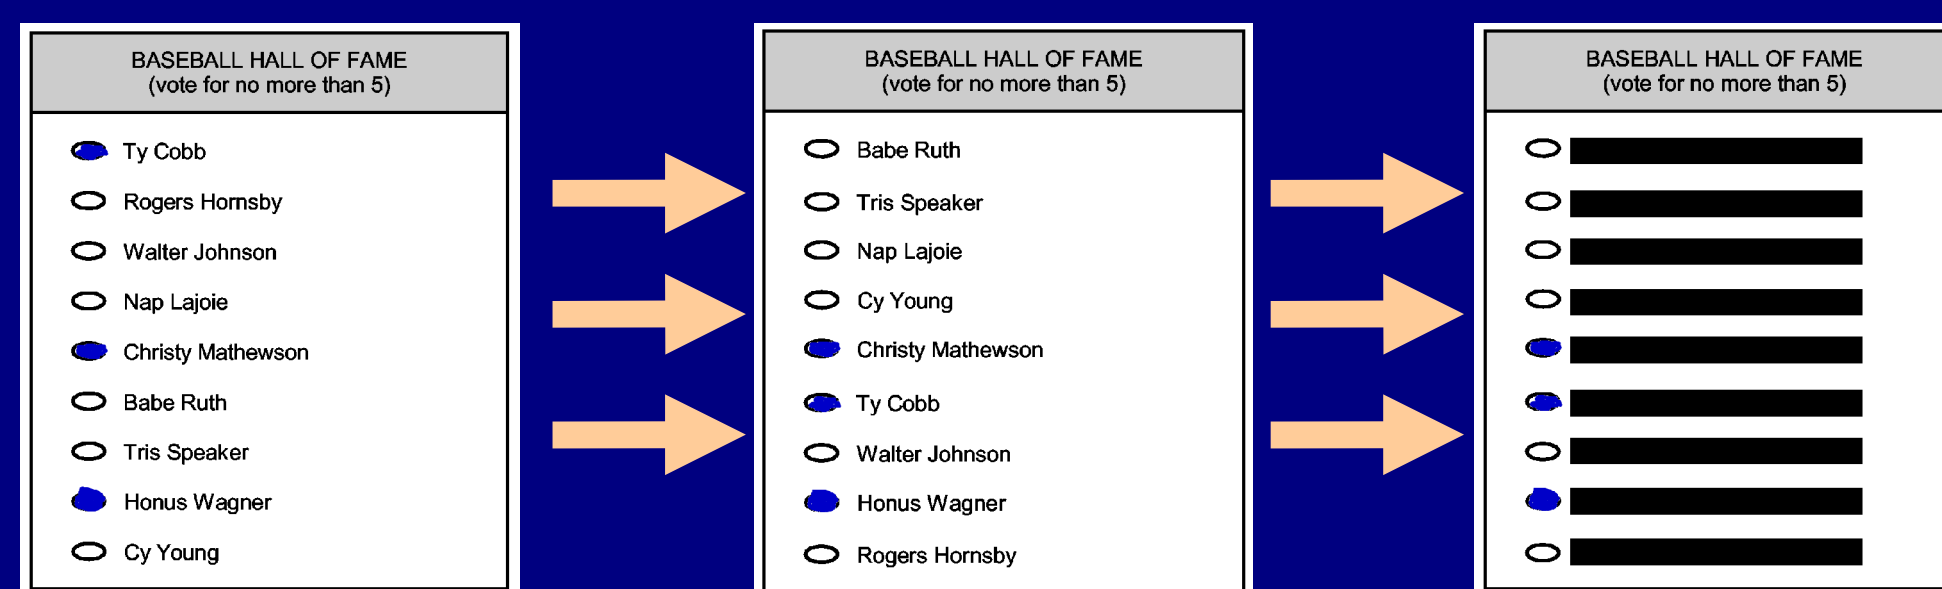 BASEBALL HALL OF FAME
(vote for no more than 5)
Ty Cobb
Rogers Hornsby
Walter Johnson
Nap Lajoie
Christy Mathewson
Babe Ruth
Tris Speaker
Honus Wagner
Cy Young
BASEBALL HALL OF FAME
(vote for no more than 5)
Babe Ruth
Tris Speaker
Nap Lajoie
Cy Young
Christy Mathewson
Ty Cobb
Walter Johnson
Honus Wagner
Rogers Hornsby
BASEBALL HALL OF FAME
(vote for no more than 5)